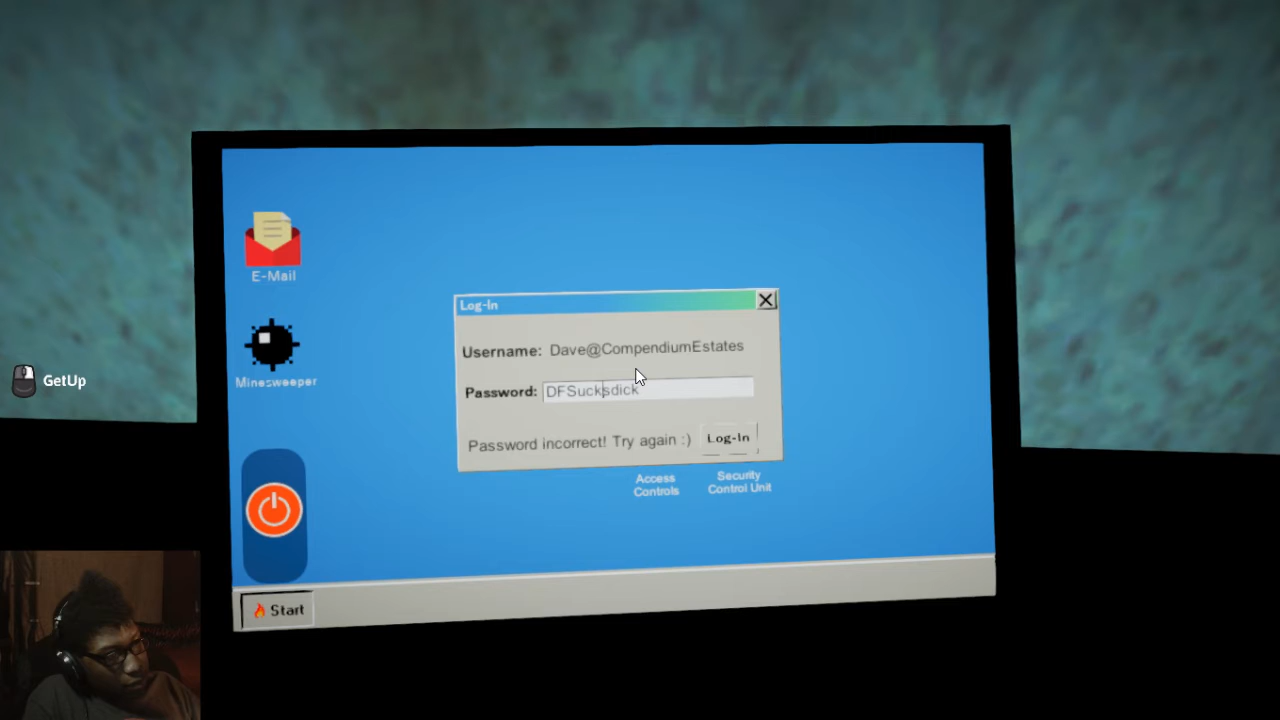 E-Mail
Log-In
Username: Dave@CompendiumEstates
Minesweeper
GetUp
Password: DFSucksdick
Password incorrect! Try again :) Log-In
Access Controls
Security Control Unit
Start